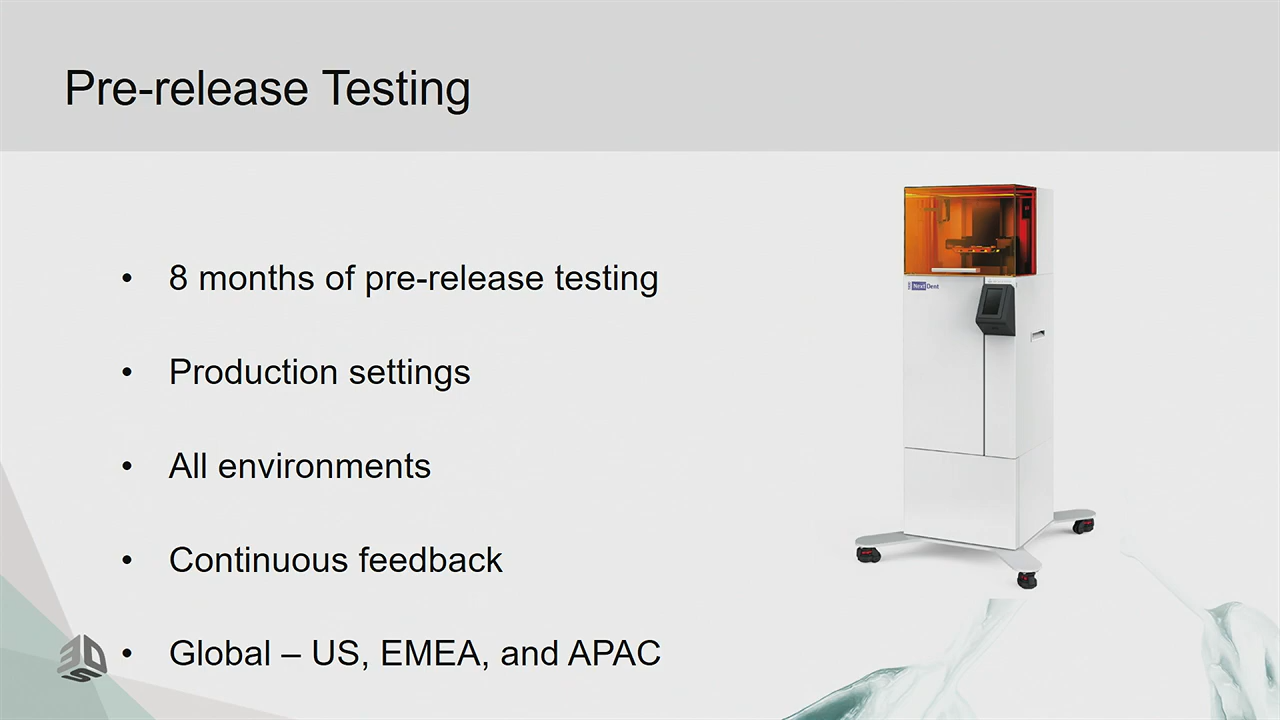 Pre-release Testing
• 8 months of pre-release testing
• Production settings
• All environments
• Continuous feedback
• Global – US, EMEA, and APAC
NextDent
3DS